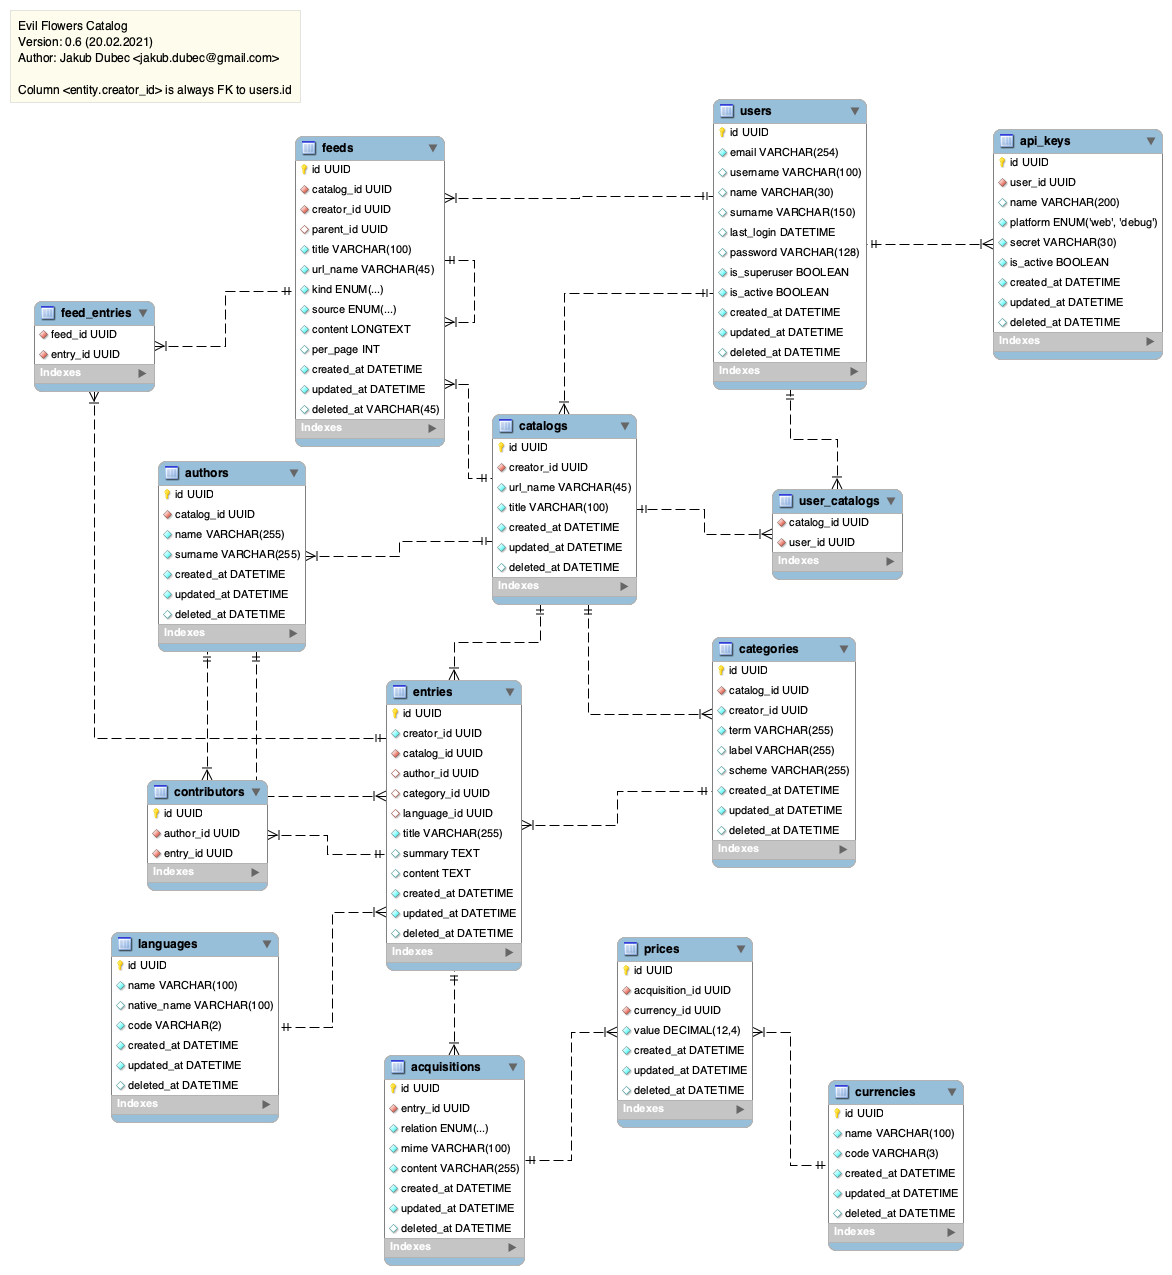 Evil Flowers Catalog
Version: 0.6 (20.02.2021)
Author: Jakub Dubec <jakub.dubec@gmail.com>
Column <entity.creator_id> is always FK to users.id
users
id UUID
email VARCHAR(254)
username VARCHAR(100)
name VARCHAR(30)
surname VARCHAR(150)
last_login DATETIME
password VARCHAR(128)
is_superuser BOOLEAN
is_active BOOLEAN
created_at DATETIME
updated_at DATETIME
deleted_at DATETIME
Indexes
api_keys
id UUID
user_id UUID
name VARCHAR(200)
platform ENUM('web', 'debug')
secret VARCHAR(30)
is_active BOOLEAN
created_at DATETIME
updated_at DATETIME
deleted_at DATETIME
Indexes
feeds
id UUID
catalog_id UUID
creator_id UUID
parent_id UUID
title VARCHAR(100)
url_name VARCHAR(45)
kind ENUM(...)
source ENUM(...)
content LONGTEXT
per_page INT
created_at DATETIME
updated_at DATETIME
deleted_at VARCHAR(45)
Indexes
feed_entries
feed_id UUID
entry_id UUID
Indexes
catalogs
id UUID
creator_id UUID
url_name VARCHAR(45)
title VARCHAR(100)
created_at DATETIME
updated_at DATETIME
deleted_at DATETIME
Indexes
authors
id UUID
catalog_id UUID
name VARCHAR(255)
surname VARCHAR(255)
created_at DATETIME
updated_at DATETIME
deleted_at DATETIME
Indexes
user_catalogs
catalog_id UUID
user_id UUID
Indexes
categories
id UUID
catalog_id UUID
creator_id UUID
term VARCHAR(255)
label VARCHAR(255)
scheme VARCHAR(255)
created_at DATETIME
updated_at DATETIME
deleted_at DATETIME
Indexes
entries
id UUID
creator_id UUID
catalog_id UUID
author_id UUID
category_id UUID
language_id UUID
title VARCHAR(255)
summary TEXT
content TEXT
created_at DATETIME
updated_at DATETIME
deleted_at DATETIME
Indexes
contributors
id UUID
author_id UUID
entry_id UUID
Indexes
languages
id UUID
name VARCHAR(100)
native_name VARCHAR(100)
code VARCHAR(2)
created_at DATETIME
updated_at DATETIME
deleted_at DATETIME
Indexes
prices
id UUID
acquisition_id UUID
currency_id UUID
value DECIMAL(12,4)
created_at DATETIME
updated_at DATETIME
deleted_at DATETIME
Indexes
acquisitions
id UUID
entry_id UUID
relation ENUM(...)
mime VARCHAR(100)
content VARCHAR(255)
created_at DATETIME
updated_at DATETIME
deleted_at DATETIME
Indexes
currencies
id UUID
name VARCHAR(100)
code VARCHAR(3)
created_at DATETIME
updated_at DATETIME
deleted_at DATETIME
Indexes